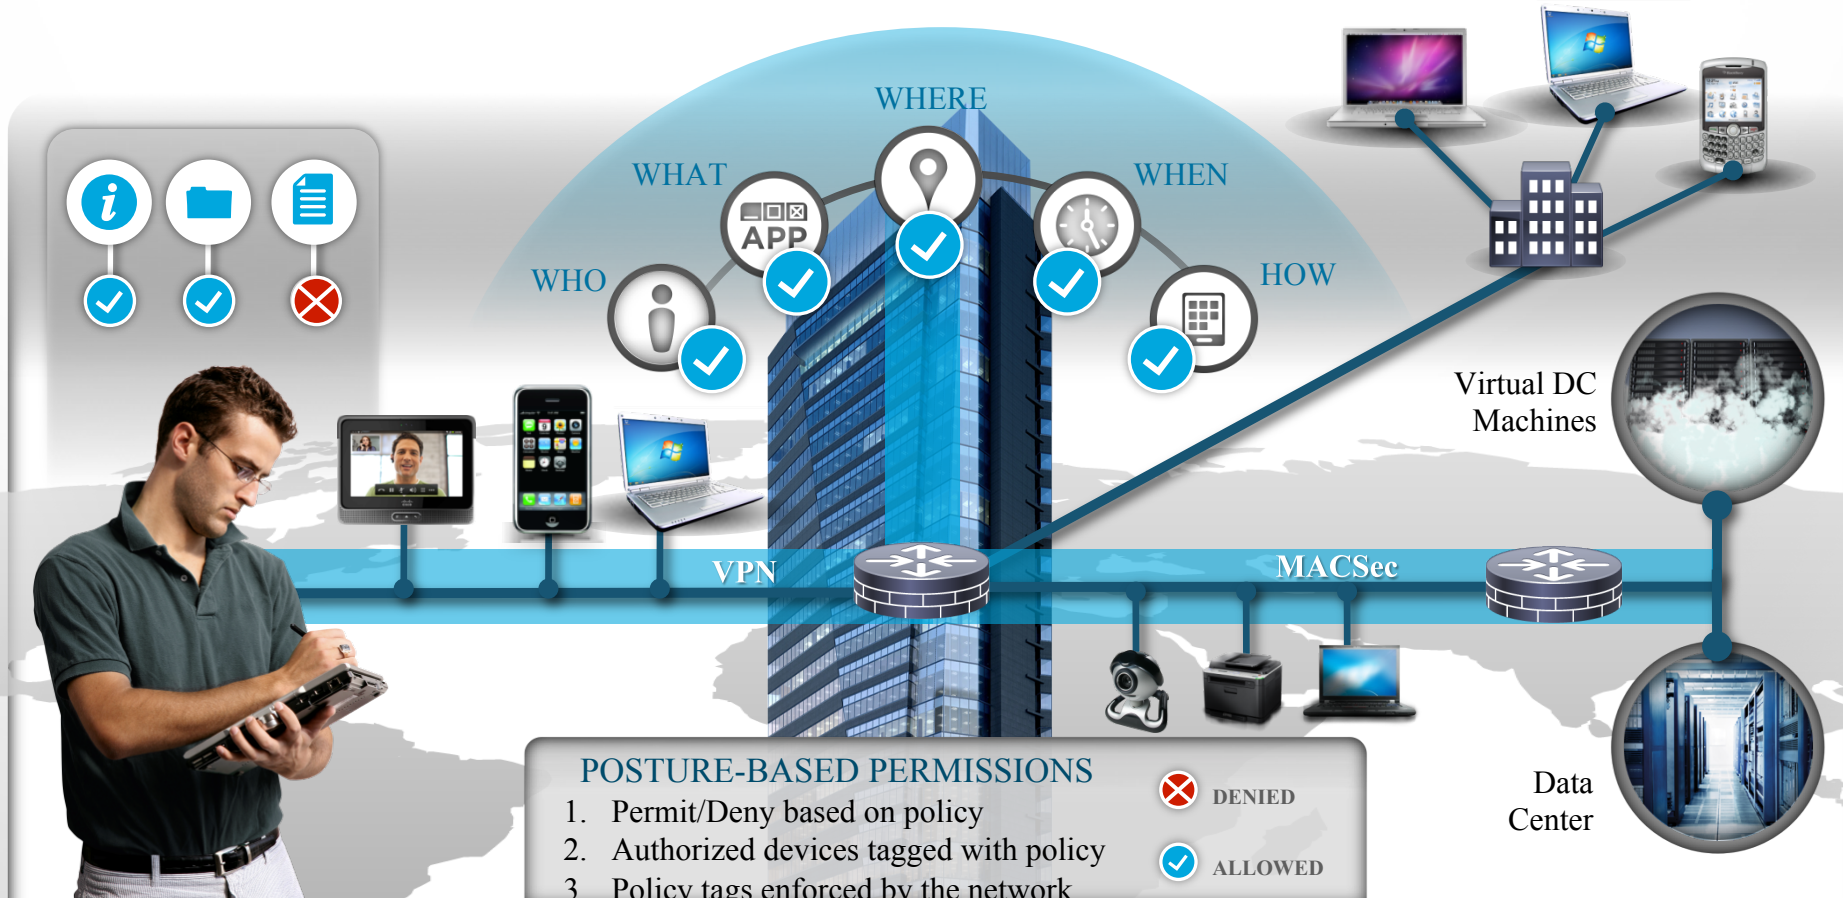 WHERE
WHAT
WHEN
APP
WHO
HOW
Virtual DC
Machines
VPN
MACSec
POSTURE-BASED PERMISSIONS
1. Permit/Deny based on policy
2. Authorized devices tagged with policy
3. Policy tags enforced by the network
DENIED
ALLOWED
Data
Center